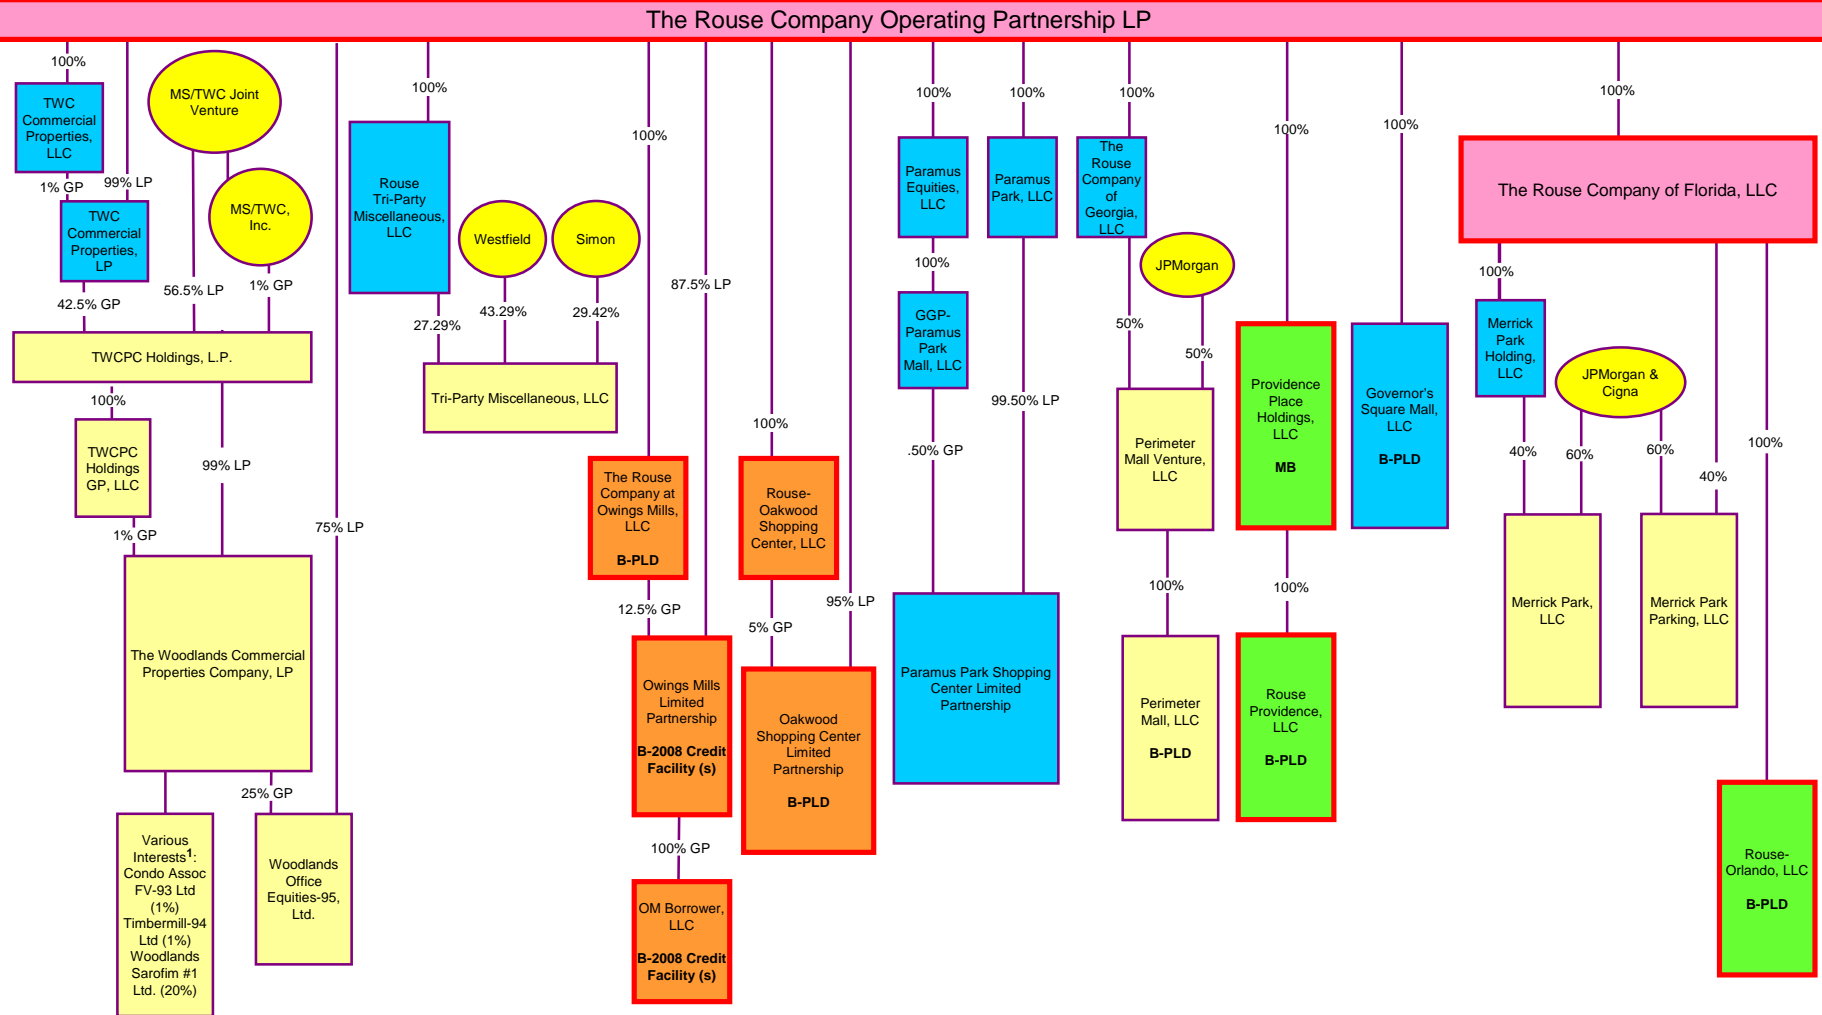 The Rouse Company Operating Partnership LP
100%
TWC
Commercial
Properties,
LLC
1% GP
99% LP
TWC
Commercial
Properties,
LP
42.5% GP
MS/TWC Joint
Venture
MS/TWC,
Inc.
56.5% LP
1% GP
TWCPC Holdings, L.P.
100%
TWCPC
Holdings
GP, LLC
1% GP
99% LP
The Woodlands Commercial
Properties Company, LP
Various
Interests1:
Condo Assoc
FV-93 Ltd
(1%)
Timbermill-94
Ltd (1%)
Woodlands
Sarofim #1
Ltd. (20%)
25% GP
75% LP
Woodlands
Office
Equities-95,
Ltd.
100%
Rouse
Tri-Party
Miscellaneous,
LLC
Westfield
Simon
27.29%
43.29%
29.42%
Tri-Party Miscellaneous, LLC
100%
The Rouse
Company at
Owings Mills,
LLC
B-PLD
12.5% GP
87.5% LP
Owings Mills
Limited
Partnership
B-2008 Credit
Facility (s)
100% GP
OM Borrower,
LLC
B-2008 Credit
Facility (s)
100%
Rouse-
Oakwood
Shopping
Center, LLC
5% GP
95% LP
Oakwood
Shopping Center
Limited
Partnership
B-PLD
100%
Paramus
Equities,
LLC
100%
GGP-
Paramus
Park
Mall, LLC
.50% GP
100%
Paramus
Park, LLC
99.50% LP
Paramus Park Shopping
Center Limited
Partnership
100%
The
Rouse
Company
of
Georgia,
LLC
JPMorgan
50%
50%
Perimeter
Mall Venture,
LLC
100%
Perimeter
Mall, LLC
B-PLD
100%
Providence
Place
Holdings,
LLC
MB
100%
Rouse
Providence,
LLC
B-PLD
100%
Governor's
Square Mall,
LLC
B-PLD
100%
The Rouse Company of Florida, LLC
100%
Merrick
Park
Holding,
LLC
JPMorgan &
Cigna
40%
60%
60%
40%
100%
Merrick Park,
LLC
Merrick Park
Parking, LLC
Rouse-
Orlando, LLC
B-PLD